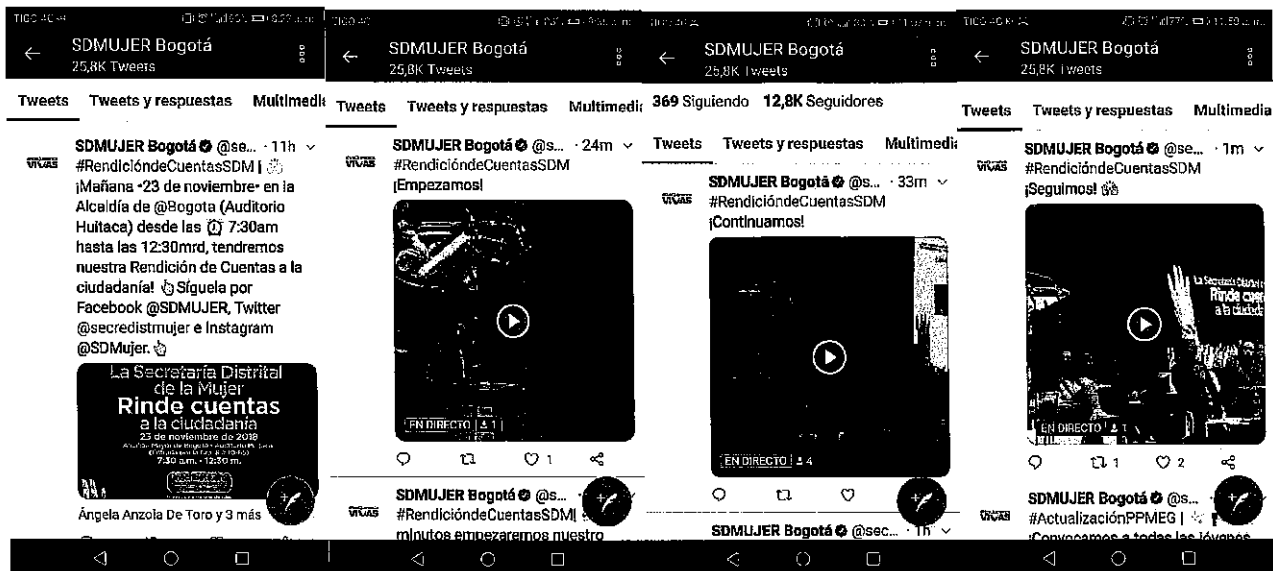 TIGO 4G
SDMUJER Bogotá
25,8K Tweets
Tweets Tweets y respuestas Multimedia
SDMUJER Bogotá @se... · 11h
#RendicióndeCuentasSDM |
¡Mañana -23 de noviembre- en la
Alcaldía de @Bogota (Auditorio
Huitaca) desde las 7:30am
hasta las 12:30mrd, tendremos
nuestra Rendición de Cuentas a la
ciudadanía! Síguela por
Facebook @SDMUJER, Twitter
@secredistmujer e Instagram
@SDMujer.
La Secretaría Distrital
de la Mujer
Rinde cuentas
a la ciudadanía
23 de noviembre de 2018
7:30 a.m. - 12:30 m.
Ángela Anzola De Toro y 3 más
SDMUJER Bogotá
25,8K Tweets
Tweets Tweets y respuestas Multimedia
SDMUJER Bogotá @s... · 24m
#RendicióndeCuentasSDM
¡Empezamos!
EN DIRECTO 1
1
SDMUJER Bogotá @s...
#RendicióndeCuentasSDM|
minutos empezaremos nuestro
SDMUJER Bogotá
25,8K Tweets
369 Siguiendo 12,8K Seguidores
Tweets Tweets y respuestas Multimedia
SDMUJER Bogotá @s... · 33m
#RendicióndeCuentasSDM
¡Continuamos!
EN DIRECTO 4
SDMUJER Bogotá @sec... · 1h
TIGO 4G
SDMUJER Bogotá
25,8K Tweets
Tweets Tweets y respuestas Multimedia
SDMUJER Bogotá @se... · 1m
#RendicióndeCuentasSDM
¡Seguimos!
La Secretaría Distrital
Rinde cuen
a la ciudada
EN DIRECTO 1
1 2
SDMUJER Bogotá @s...
#ActualizaciónPPMEG |
¡Convocamos a todas las jóvenes